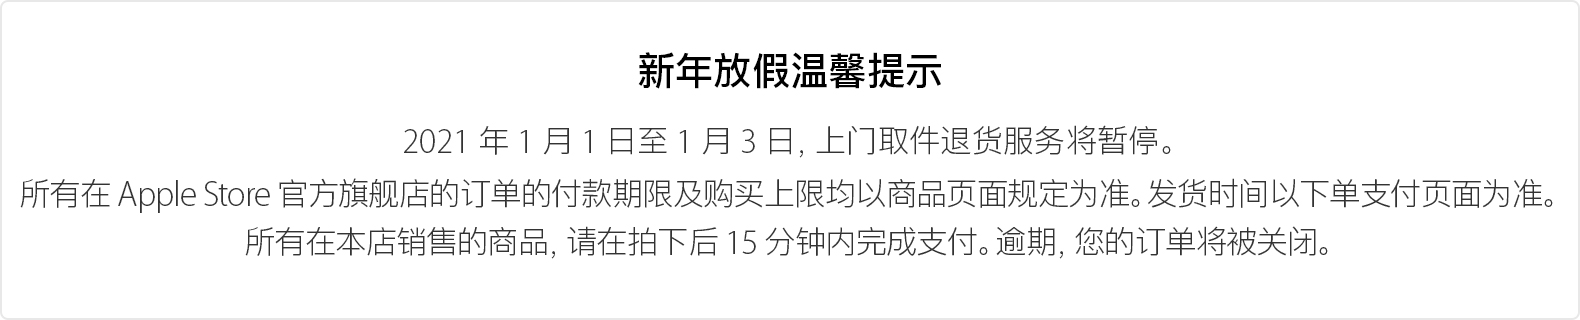 新年放假温馨提示
2021 年 1 月 1 日至 1 月 3 日, 上门取件退货服务将暂停。
所有在 Apple Store 官方旗舰店的订单的付款期限及购买上限均以商品页面规定为准。发货时间以下单支付页面为准。
所有在本店销售的商品, 请在拍下后 15 分钟内完成支付。逾期, 您的订单将被关闭。